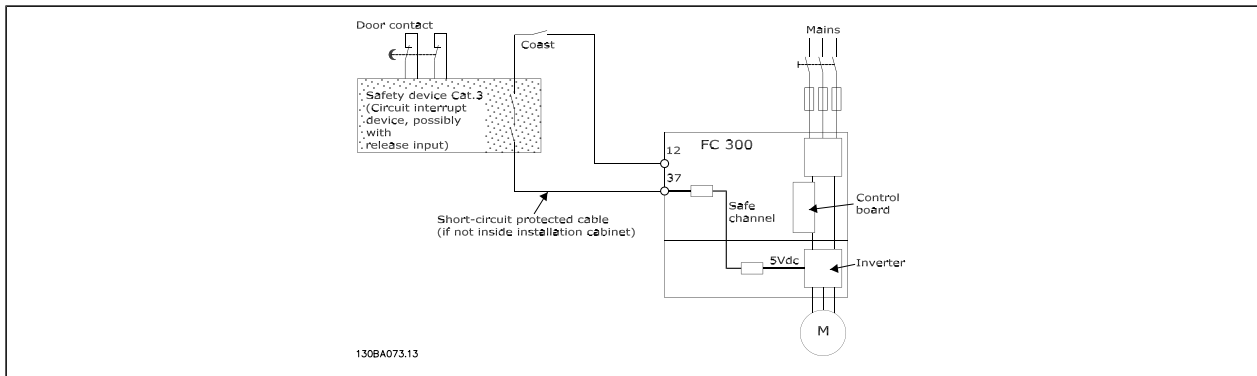 Door contact
Coast
Mains
Safety device Cat.3
(Circuit interrupt
device, possibly
with
release input)
12
FC 300
37
Safe
channel
Control
board
Short-circuit protected cable
(if not inside installation cabinet)
5Vdc
Inverter
M
130BA073.13